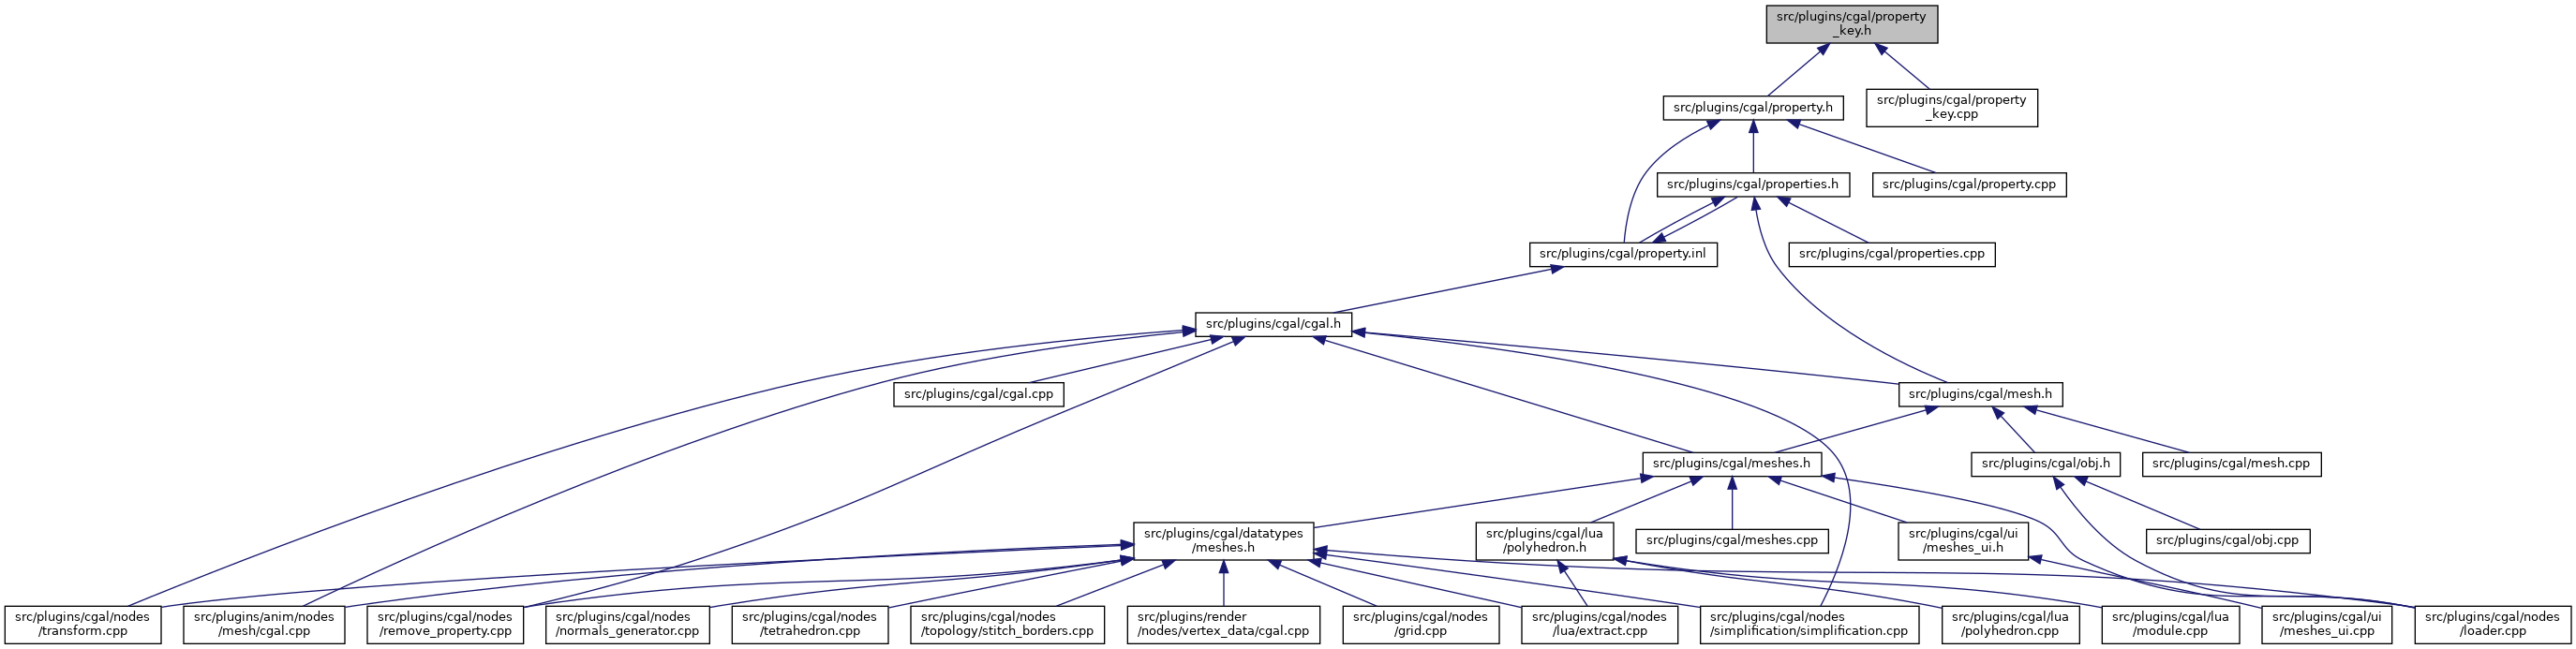 src/plugins/cgal/property
_key.h
src/plugins/cgal/property.h
src/plugins/cgal/property
_key.cpp
src/plugins/cgal/properties.h
src/plugins/cgal/property.cpp
src/plugins/cgal/property.inl
src/plugins/cgal/properties.cpp
src/plugins/cgal/cgal.h
src/plugins/cgal/cgal.cpp
src/plugins/cgal/mesh.h
src/plugins/cgal/meshes.h
src/plugins/cgal/obj.h
src/plugins/cgal/mesh.cpp
src/plugins/cgal/datatypes
/meshes.h
src/plugins/cgal/lua
/polyhedron.h
src/plugins/cgal/meshes.cpp
src/plugins/cgal/ui
/meshes_ui.h
src/plugins/cgal/obj.cpp
src/plugins/cgal/nodes
/transform.cpp
src/plugins/anim/nodes
/mesh/cgal.cpp
src/plugins/cgal/nodes
/remove_property.cpp
src/plugins/cgal/nodes
/normals_generator.cpp
src/plugins/cgal/nodes
/tetrahedron.cpp
src/plugins/cgal/nodes
/topology/stitch_borders.cpp
src/plugins/render
/nodes/vertex_data/cgal.cpp
src/plugins/cgal/nodes
/grid.cpp
src/plugins/cgal/nodes
/lua/extract.cpp
src/plugins/cgal/nodes
/simplification/simplification.cpp
src/plugins/cgal/lua
/polyhedron.cpp
src/plugins/cgal/lua
/module.cpp
src/plugins/cgal/ui
/meshes_ui.cpp
src/plugins/cgal/nodes
/loader.cpp